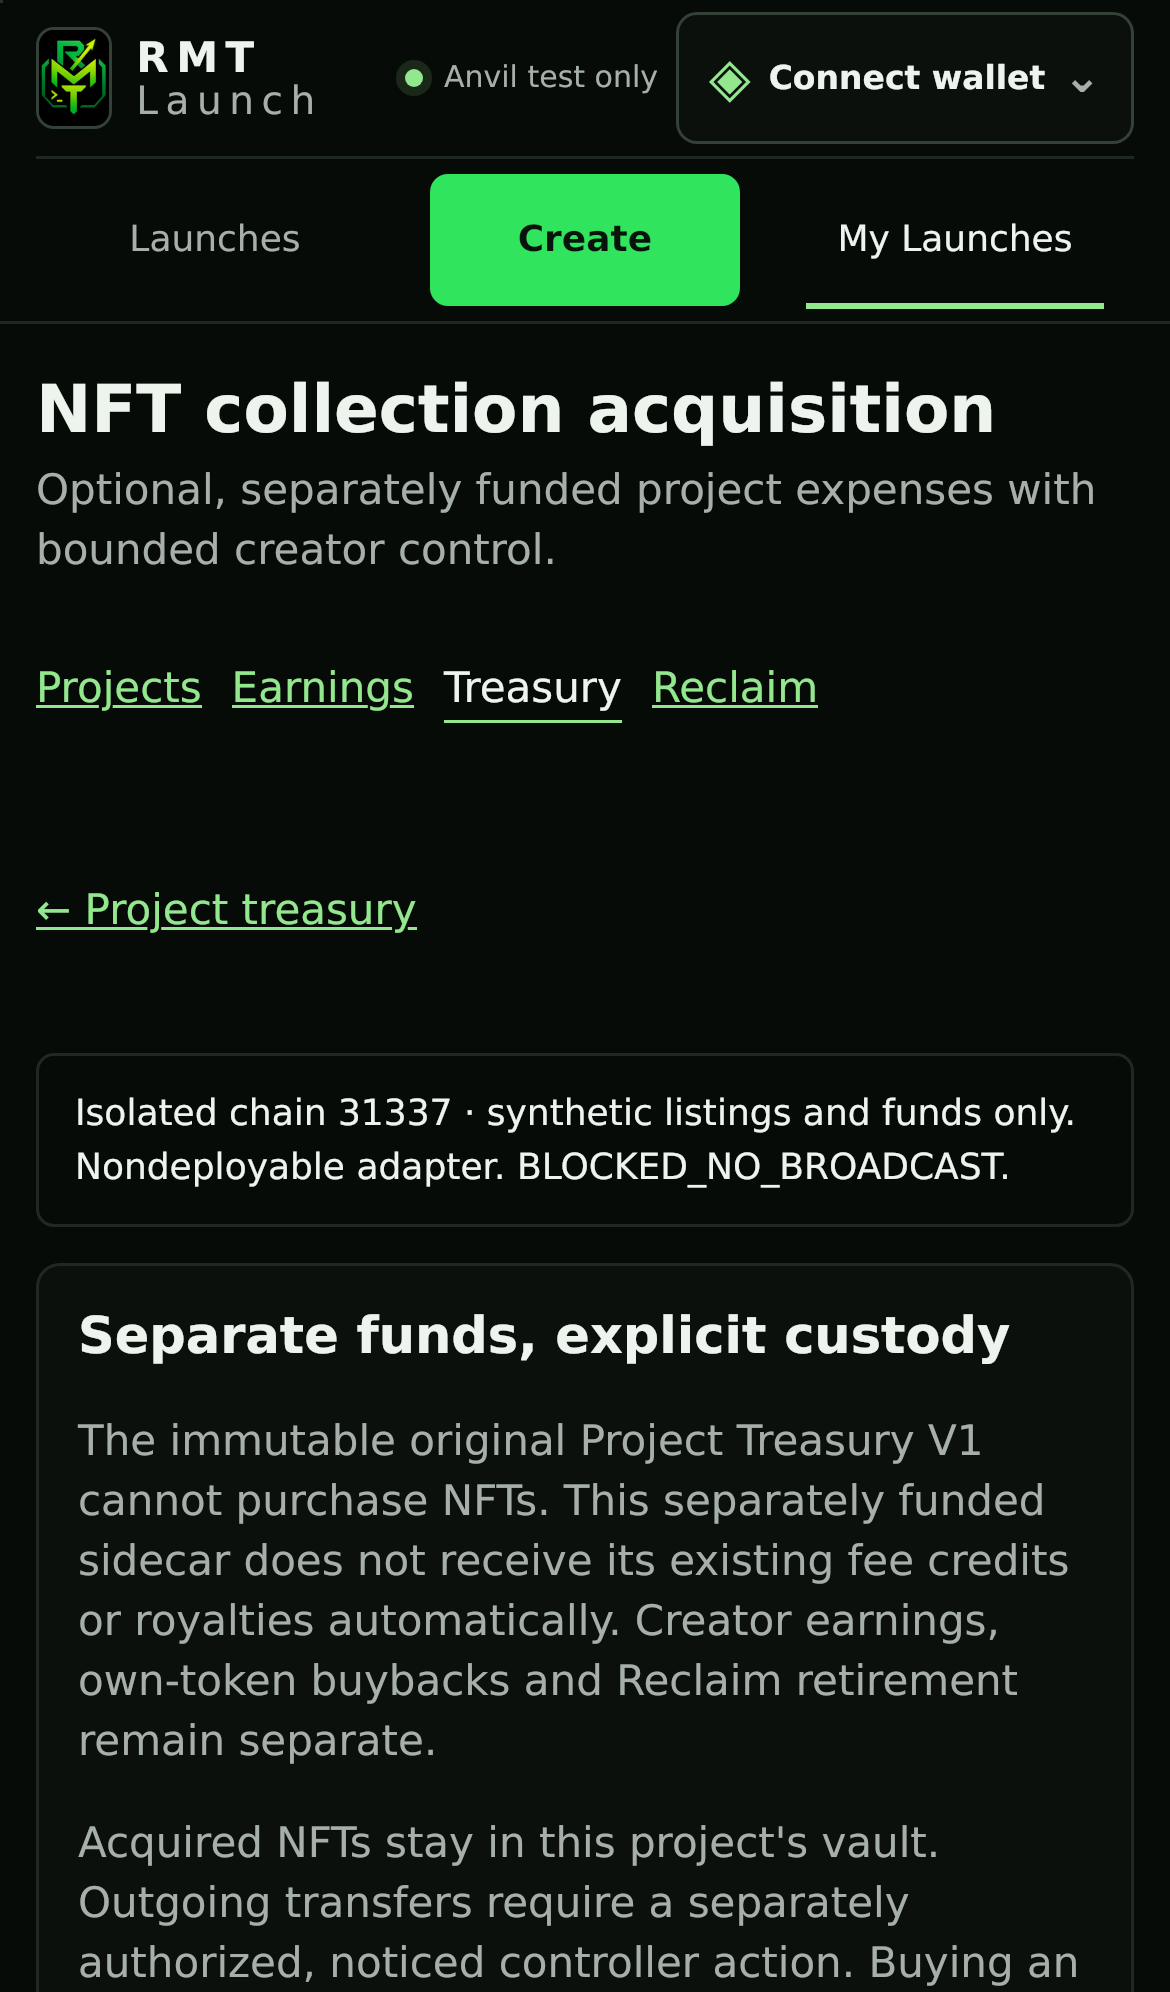 RMT
Launch
Anvil test only
Connect wallet
Launches
Create
My Launches
NFT collection acquisition
Optional, separately funded project expenses with
bounded creator control.
Projects Earnings Treasury Reclaim
← Project treasury
Isolated chain 31337 · synthetic listings and funds only.
Nondeployable adapter. BLOCKED_NO_BROADCAST.
Separate funds, explicit custody
The immutable original Project Treasury V1
cannot purchase NFTs. This separately funded
sidecar does not receive its existing fee credits
or royalties automatically. Creator earnings,
own-token buybacks and Reclaim retirement
remain separate.
Acquired NFTs stay in this project's vault.
Outgoing transfers require a separately
authorized, noticed controller action. Buying an